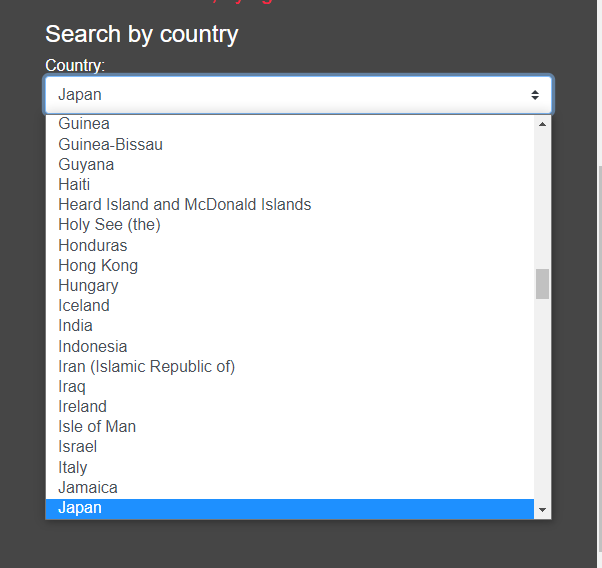 Search by country
Country:
Japan
Guinea
Guinea-Bissau
Guyana
Haiti
Heard Island and McDonald Islands
Holy See (the)
Honduras
Hong Kong
Hungary
Iceland
India
Indonesia
Iran (Islamic Republic of)
Iraq
Ireland
Isle of Man
Israel
Italy
Jamaica
Japan